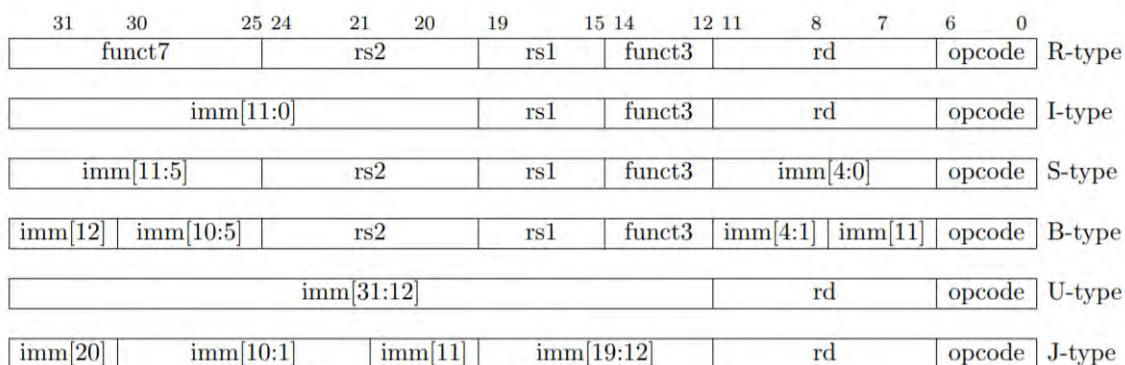 31 30 25 24 21 20 19 15 14 12 11 8 7 6 0
funct7 rs2 rs1 funct3 rd opcode R-type
imm[11:0] rs1 funct3 rd opcode I-type
imm[11:5] rs2 rs1 funct3 imm[4:0] opcode S-type
imm[12] imm[10:5] rs2 rs1 funct3 imm[4:1] imm[11] opcode B-type
imm[31:12] rd opcode U-type
imm[20] imm[10:1] imm[11] imm[19:12] rd opcode J-type